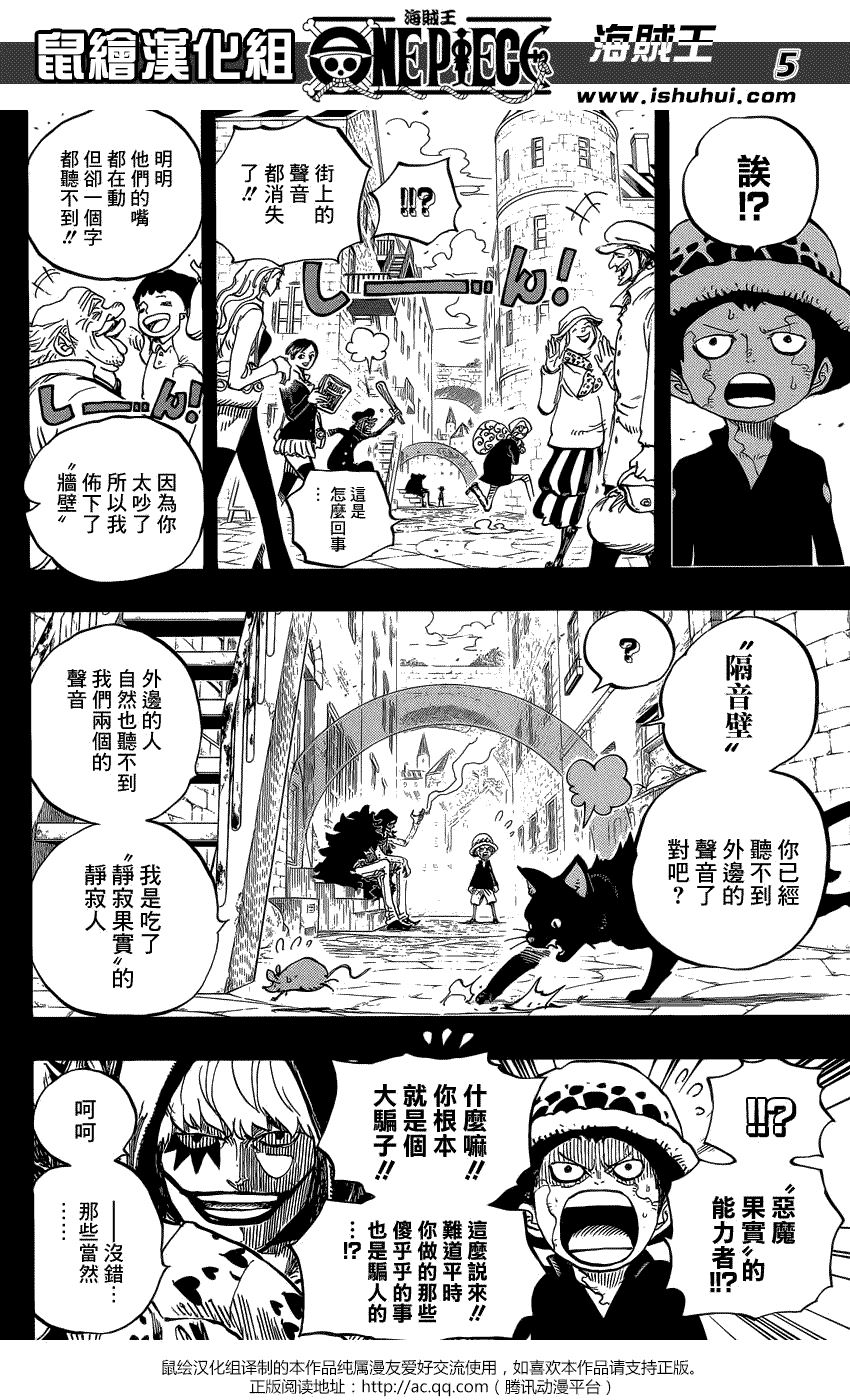 鼠繪漢化組
海賊王
ONE PIECE
海賊王
5
www.ishuhui.com
誒
!?
!!?
街上的
聲音
都消失
了!!
しーーん!
這是
怎麼回事
…
明明
他們的嘴
都在動
但卻一個字
都聽不到!!
しーーん!
因為你
太吵了
所以我
佈下了
〝牆壁〞
〝隔音壁〞
?
你已經
聽不到
外邊的
聲音了
對吧?
外邊的人
自然也聽不到
我們兩個的
聲音
我是吃了
〝靜寂果實〞的
靜寂人
!!?
〝惡魔
果實〞的
能力者!!?
什麼嘛!!
你根本
就是個
大騙子!!
這麼說來!!
難道平時
你做的那些
傻乎乎的事
也是騙人的
…!?
呵
呵
——沒錯…
那些當然
……
鼠绘汉化组译制的本作品纯属漫友爱好交流使用，如喜欢本作品请支持正版。
正版阅读地址：http://ac.qq.com（腾讯动漫平台）